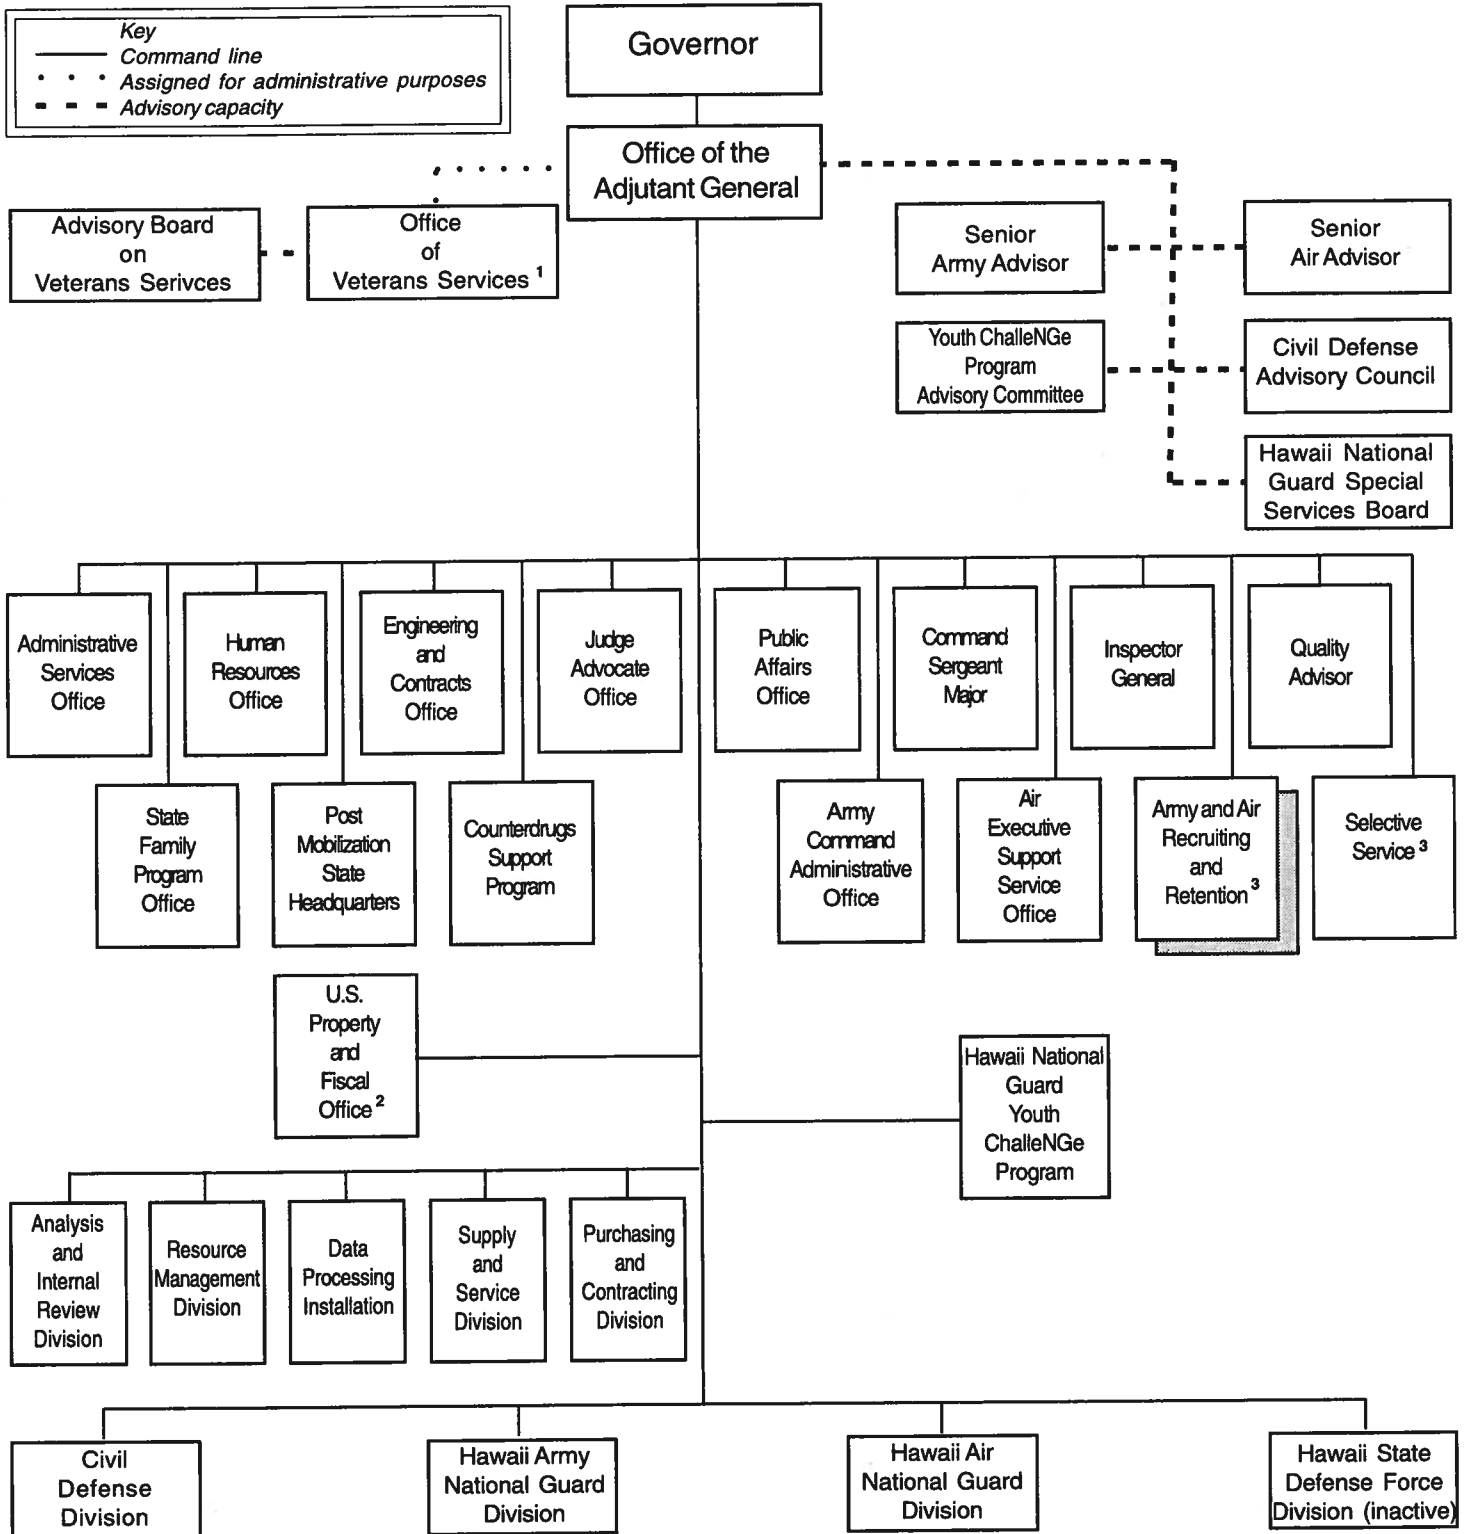 Key
Command line
Assigned for administrative purposes
Advisory capacity
Governor
Office of the
Adjutant General
Advisory Board
on
Veterans Serivces
Office
of
Veterans Services 1
Senior
Army Advisor
Senior
Air Advisor
Youth ChalleNGe
Program
Advisory Committee
Civil Defense
Advisory Council
Hawaii National
Guard Special
Services Board
Administrative
Services
Office
Human
Resources
Office
Engineering
and
Contracts
Office
Judge
Advocate
Office
Public
Affairs
Office
Command
Sergeant
Major
Inspector
General
Quality
Advisor
State
Family
Program
Office
Post
Mobilization
State
Headquarters
Counterdrugs
Support
Program
Army
Command
Administrative
Office
Air
Executive
Support
Service
Office
Army and Air
Recruiting
and
Retention 3
Selective
Service 3
U.S.
Property
and
Fiscal
Office 2
Hawaii National
Guard
Youth
ChalleNGe
Program
Analysis
and
Internal
Review
Division
Resource
Management
Division
Data
Processing
Installation
Supply
and
Service
Division
Purchasing
and
Contracting
Division
Civil
Defense
Division
Hawaii Army
National Guard
Division
Hawaii Air
National Guard
Division
Hawaii State
Defense Force
Division (inactive)